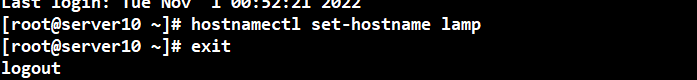 Last login: Tue Nov  1 00:52:21 2022
[root@server10 ~]# hostnamectl set-hostname lamp
[root@server10 ~]# exit
logout